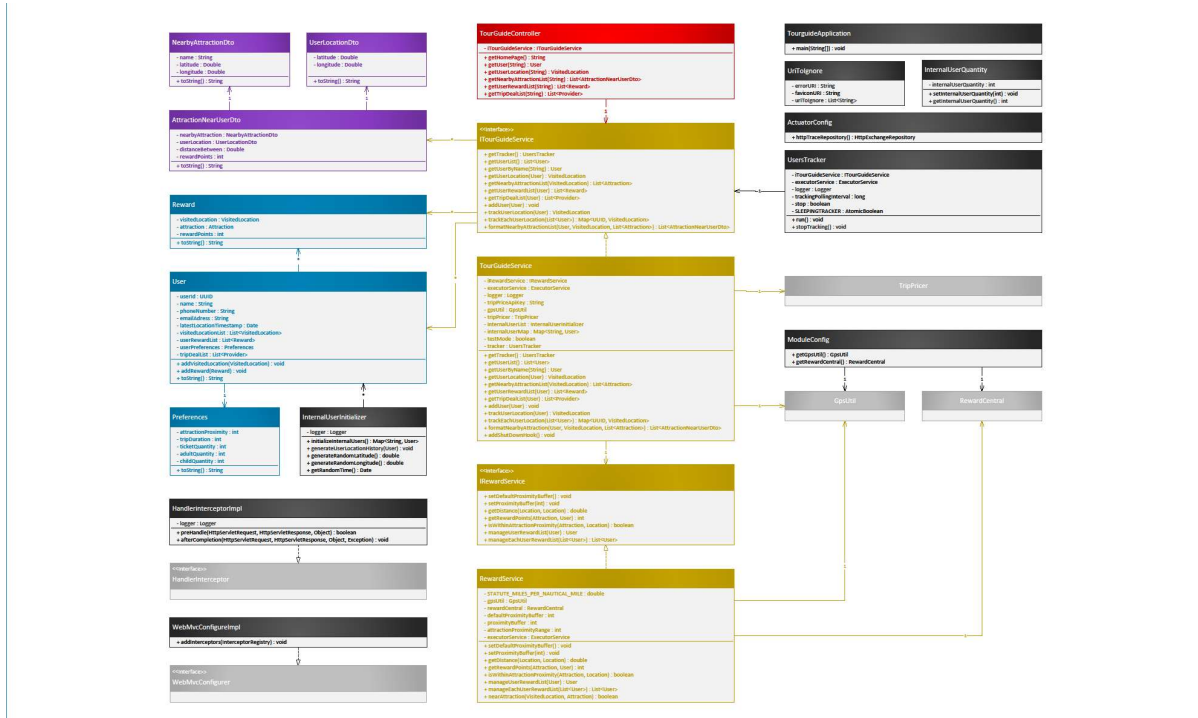 NearbyAttractionDto
- name : String
- latitude : Double
- longitude : Double
+ toString() : String
UserLocationDto
- latitude : Double
- longitude : Double
+ toString() : String
AttractionNearUserDto
- nearbyAttraction : NearbyAttractionDto
- userLocation : UserLocationDto
- distanceBetween : Double
- rewardPoints : int
+ toString() : String
Reward
- visitedLocation : VisitedLocation
- attraction : Attraction
- rewardPoints : int
+ toString() : String
User
- userId : UUID
- name : String
- phoneNumber : String
- emailAdress : String
- latestLocationTimestamp : Date
- visitedLocationList : List<VisitedLocation>
- userRewardList : List<Reward>
- userPreferences : Preferences
- tripDealList : List<Provider>
+ addVisitedLocation(VisitedLocation) : void
+ addReward(Reward) : void
+ toString() : String
Preferences
- attractionProximity : int
- tripDuration : int
- ticketQuantity : int
- adultQuantity : int
- childQuantity : int
+ toString() : String
InternalUserInitializer
- logger : Logger
+ initializeInternalUsers() : Map<String, User>
+ generateUserLocationHistory(User) : void
+ generateRandomLatitude() : double
+ generateRandomLongitude() : double
+ getRandomTime() : Date
HandlerInterceptorImpl
- logger : Logger
+ preHandle(HttpServletRequest, HttpServletResponse, Object) : boolean
+ afterCompletion(HttpServletRequest, HttpServletResponse, Object, Exception) : void
<<Interface>>
HandlerInterceptor
WebMvcConfigureImpl
+ addInterceptors(InterceptorRegistry) : void
<<Interface>>
WebMvcConfigurer
TourGuideController
- iTourGuideService : ITourGuideService
+ getHomePage() : String
+ getUser(String) : User
+ getUserLocation(String) : VisitedLocation
+ getNearbyAttractionList(String) : List<AttractionNearUserDto>
+ getUserRewardList(String) : List<Reward>
+ getTripDealList(String) : List<Provider>
<<Interface>>
ITourGuideService
+ getTracker() : UsersTracker
+ getUserList() : List<User>
+ getUserByName(String) : User
+ getUserLocation(User) : VisitedLocation
+ getNearbyAttractionList(VisitedLocation) : List<Attraction>
+ getUserRewardList(User) : List<Reward>
+ getTripDealList(User) : List<Provider>
+ addUser(User) : void
+ trackUserLocation(User) : VisitedLocation
+ trackEachUserLocation(List<User>) : Map<UUID, VisitedLocation>
+ formatNearbyAttractionList(User, VisitedLocation, List<Attraction>) : List<AttractionNearUserDto>
TourGuideService
- iRewardService : IRewardService
- executorService : ExecutorService
- logger : Logger
- tripPriceApiKey : String
- gpsUtil : GpsUtil
- tripPricer : TripPricer
- internalUserList : InternalUserInitializer
- internalUserMap : Map<String, User>
- testMode : boolean
- tracker : UsersTracker
+ getTracker() : UsersTracker
+ getUserList() : List<User>
+ getUserByName(String) : User
+ getUserLocation(User) : VisitedLocation
+ getNearbyAttractionList(VisitedLocation) : List<Attraction>
+ getUserRewardList(User) : List<Reward>
+ getTripDealList(User) : List<Provider>
+ addUser(User) : void
+ trackUserLocation(User) : VisitedLocation
+ trackEachUserLocation(List<User>) : Map<UUID, VisitedLocation>
+ formatNearbyAttractionList(User, VisitedLocation, List<Attraction>) : List<AttractionNearUserDto>
+ addShutDownHook() : void
<<Interface>>
IRewardService
+ setDefaultProximityBuffer() : void
+ setProximityBuffer(int) : void
+ getDistance(Location, Location) : double
+ getRewardPoints(Attraction, User) : int
+ isWithinAttractionProximity(Attraction, Location) : boolean
+ manageUserRewardList(User) : User
+ manageEachUserRewardList(List<User>) : List<User>
RewardService
- STATUTE_MILES_PER_NAUTICAL_MILE : double
- gpsUtil : GpsUtil
- rewardCentral : RewardCentral
- defaultProximityBuffer : int
- proximityBuffer : int
- attractionProximityRange : int
- executorService : ExecutorService
+ setDefaultProximityBuffer() : void
+ setProximityBuffer(int) : void
+ getDistance(Location, Location) : double
+ getRewardPoints(Attraction, User) : int
+ isWithinAttractionProximity(Attraction, Location) : boolean
+ manageUserRewardList(User) : User
+ manageEachUserRewardList(List<User>) : List<User>
+ nearAttraction(VisitedLocation, Attraction) : boolean
TourguideApplication
+ main(String[]) : void
UriToIgnore
- errorURI : String
- faviconURI : String
- uriToIgnore : List<String>
InternalUserQuantity
- internalUserQuantity : int
+ setInternalUserQuantity(int) : void
+ getInternalUserQuantity() : int
ActuatorConfig
+ httpTraceRepository() : HttpExchangeRepository
UsersTracker
- iTourGuideService : ITourGuideService
- executorService : ExecutorService
- logger : Logger
- trackingPollingInterval : long
- stop : boolean
- SLEEPINGTRACKER : AtomicBoolean
+ run() : void
+ stopTracking() : void
TripPricer
ModuleConfig
+ getGpsUtil() : GpsUtil
+ getRewardCentral() : RewardCentral
GpsUtil
RewardCentral